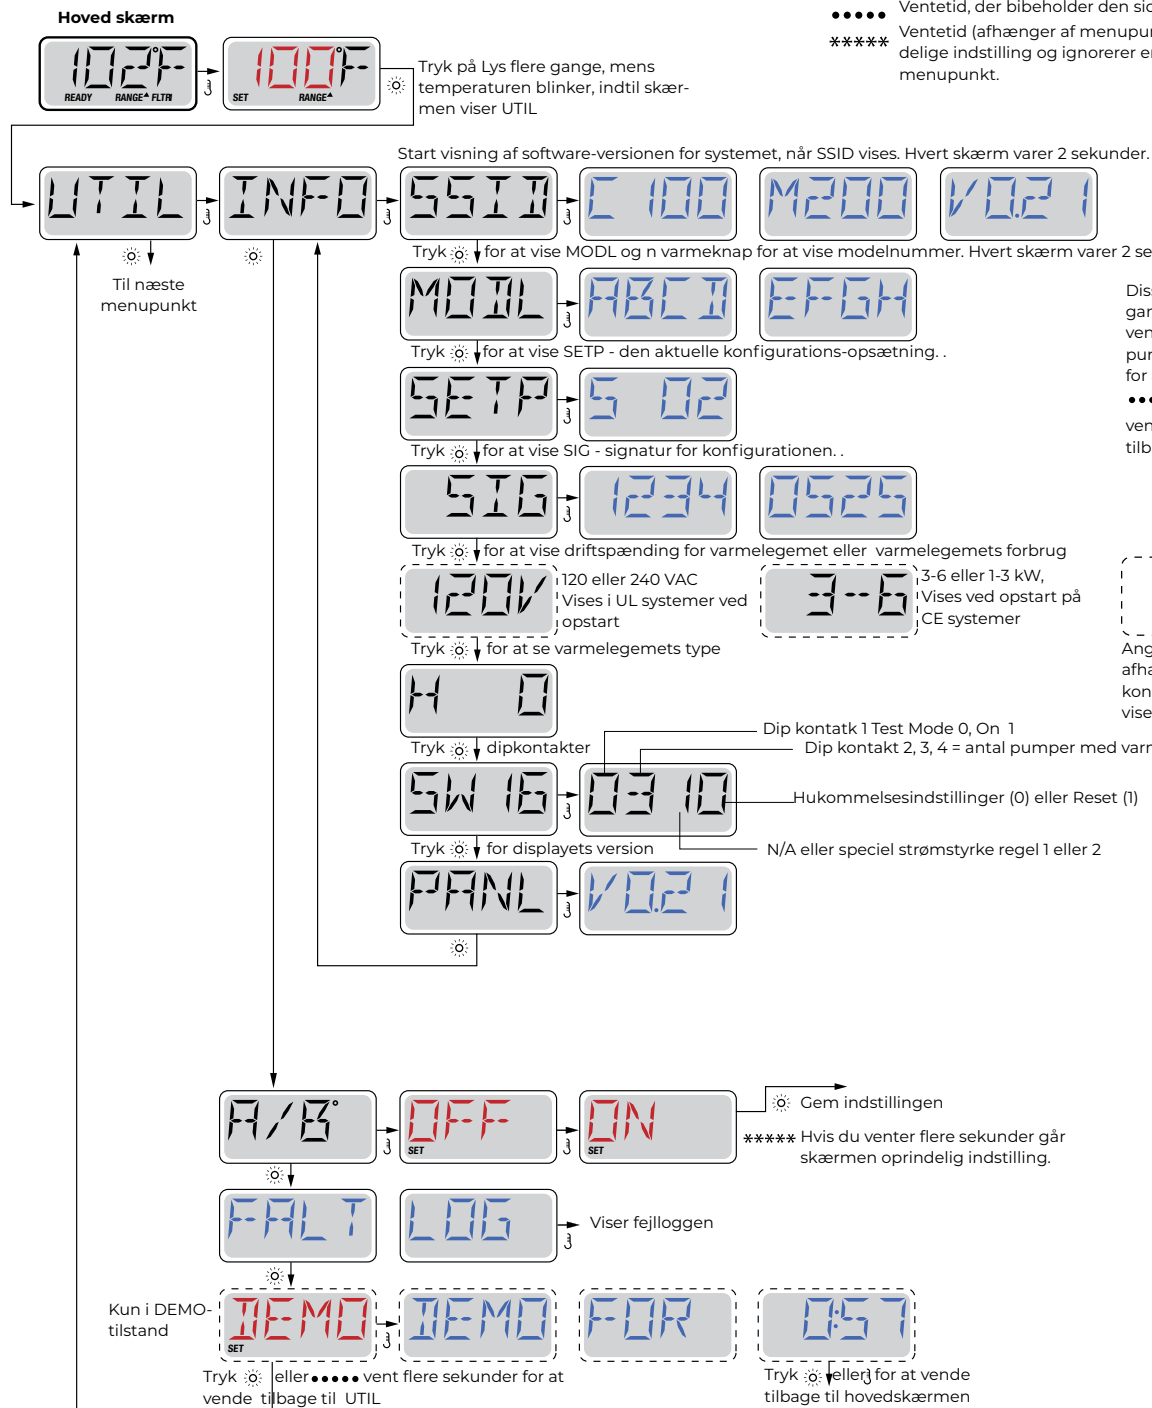 Hoved skærm
Ventetid, der bibeholder den
Ventetid (afhænger af
delige indstilling og ignorerer
menupunkt.
102°F
READY RANGE FLTR1
100°F
SET RANGE
Tryk på Lys flere gange, mens
temperaturen blinker, indtil skær-
men viser UTIL
Start visning af software-versionen for systemet, når SSID vises. Hvert skærm varer 2 sekunder.
UTIL
INFO
SSID
C 100
M200
V0.21
Tryk for at vise MODL og n varmeknap for at vise modelnummer. Hvert skærm varer 2
Til næste
menupunkt
MODL
ABCD
EFGH
for
Tryk for at vise SETP - den aktuelle konfigurations-opsætning. .
SETP
S 02
Tryk for at vise SIG - signatur for konfigurationen. .
SIG
1234
0525
Tryk for at vise driftspænding for varmelegemet eller varmelegemets forbrug
120V
120 eller 240 VAC
Vises i UL systemer ved
opstart
3--6
3-6 eller 1-3 kW,
Vises ved opstart på
CE systemer
Tryk for at se varmelegemets type
H 0
Dip kontatk 1 Test Mode 0, On 1
Tryk dipkontakter
Dip kontakt 2, 3, 4 = antal pumper med
SW 16
0310
Hukommelsesindstillinger (0) eller Reset (1)
Tryk for displayets version
N/A eller speciel strømstyrke regel 1 eller 2
PANL
V0.21
A/B°
OFF
SET
ON
SET
Gem indstillingen
***** Hvis du venter flere sekunder går
skærmen oprindelig indstilling.
FALT
LOG
Viser fejlloggen
Kun i DEMO-
tilstand
DEMO
SET
DEMO
FOR
0:57
Tryk eller ••••• vent flere sekunder for at
vende tilbage til UTIL
Tryk eller for at vende
tilbage til hovedskærmen